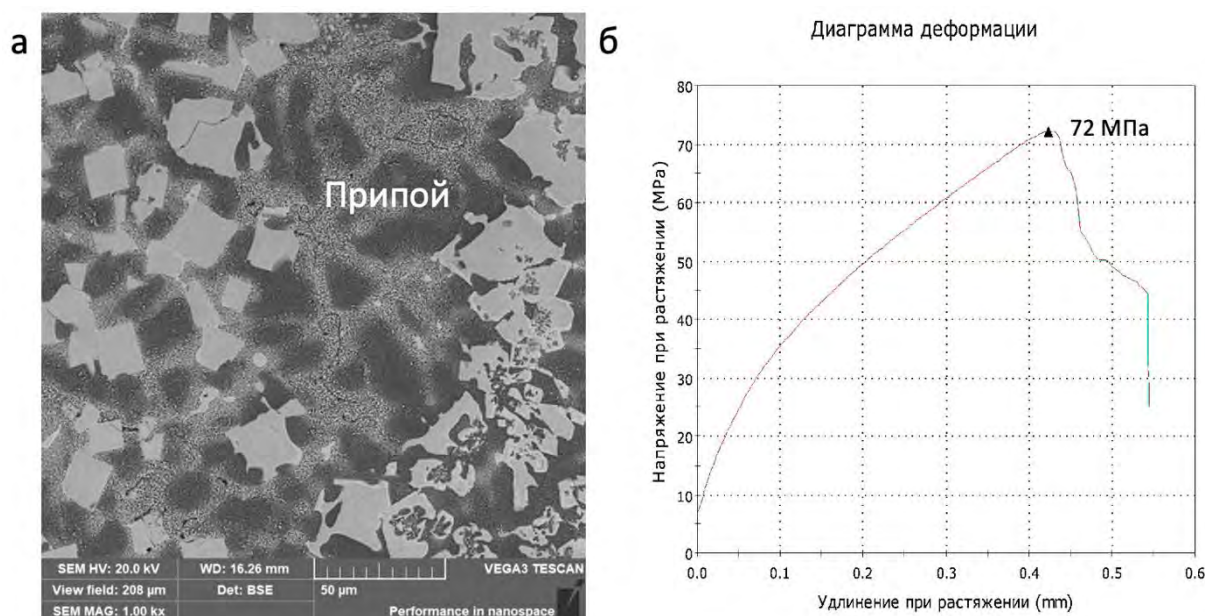 а
Припой
SEM HV: 20.0 kV
WD: 16.26 mm
VEGA3 TESCAN
View field: 208 µm
Det: BSE
50 µm
SEM MAG: 1.00 kx
Performance in nanospace
б
Диаграмма деформации
Напряжение при растяжении (MPa)
80
70
60
50
40
30
20
10
0
72 МПа
0.0
0.1
0.2
0.3
0.4
0.5
0.6
Удлинение при растяжении (mm)